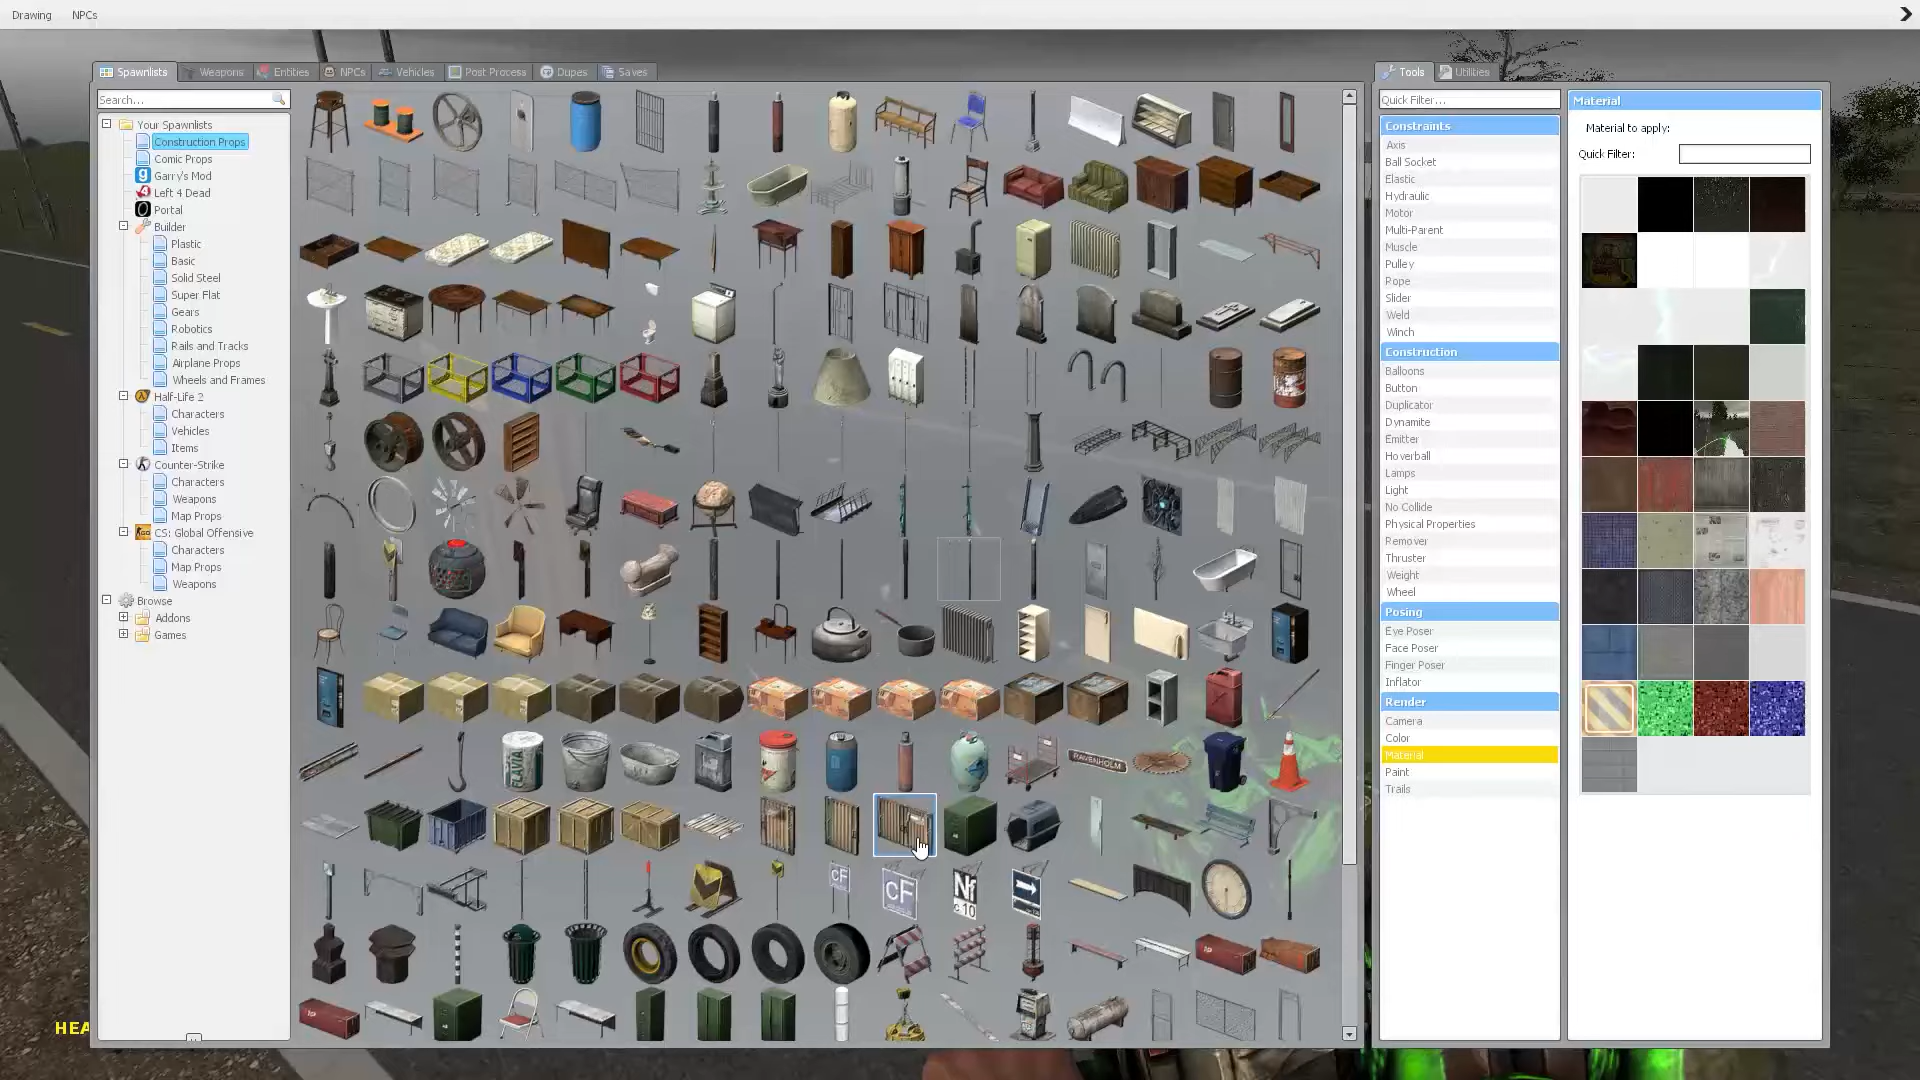 Drawing NPCs
Spawnlists Weapons Entities NPCs Vehicles Post Process Dupes Saves
Tools Utilities
Search...
Your Spawnlists
Construction Props
Comic Props
Garry's Mod
Left 4 Dead
Portal
Builder
Plastic
Basic
Solid Steel
Super Flat
Gears
Robotics
Rails and Tracks
Airplane Props
Wheels and Frames
Half-Life 2
Characters
Vehicles
Items
Counter-Strike
Characters
Weapons
Map Props
CS: Global Offensive
Characters
Map Props
Weapons
Browse
Addons
Games
RAVENHOLM
cF
cF
Nf
c10
HEA
Quick Filter...
Constraints
Axis
Ball Socket
Elastic
Hydraulic
Motor
Multi-Parent
Muscle
Pulley
Rope
Slider
Weld
Winch
Construction
Balloons
Button
Duplicator
Dynamite
Emitter
Hoverball
Lamps
Light
No Collide
Physical Properties
Remover
Thruster
Weight
Wheel
Posing
Eye Poser
Face Poser
Finger Poser
Inflator
Render
Camera
Color
Material
Paint
Trails
Material
Material to apply:
Quick Filter: